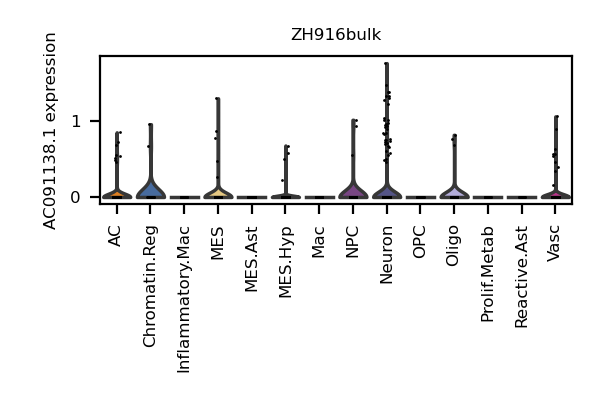 ZH916bulk
AC091138.1 expression
1
0
AC
Chromatin.Reg
Inflammatory.Mac
MES
MES.Ast
MES.Hyp
Mac
NPC
Neuron
OPC
Oligo
Prolif.Metab
Reactive.Ast
Vasc